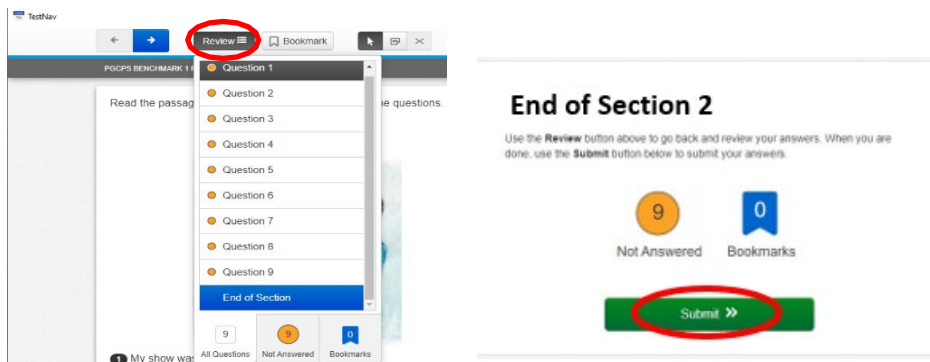 TestNav
Review
Bookmark
PGCPS BENCHMARK 1
Question 1
Read the passag
e questions.
Question 2
Question 3
Question 4
Question 5
Question 6
Question 7
Question 8
Question 9
End of Section
9
9
0
All Questions
Not Answered
Bookmarks
1 My show was
End of Section 2
Use the Review button above to go back and review your answers. When you are
done, use the Submit button below to submit your answers.
9
0
Not Answered
Bookmarks
Submit »